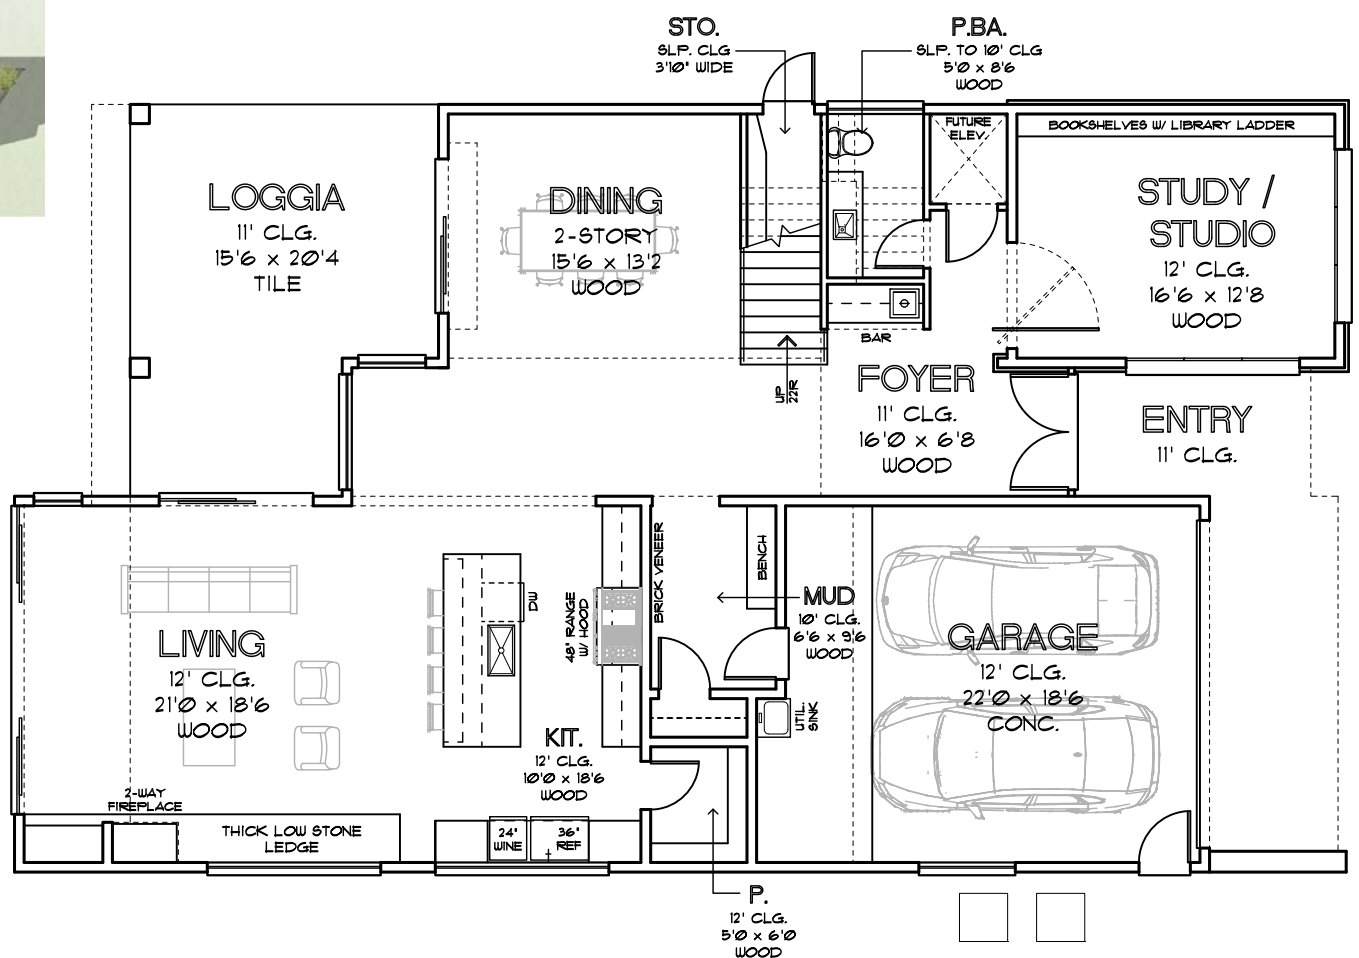 STO.
SLP. CLG
3'10" WIDE
P.BA.
SLP. TO 10' CLG
5'0 x 8'6
WOOD
FUTURE
ELEV.
BOOKSHELVES W/ LIBRARY LADDER
LOGGIA
11' CLG.
15'6 x 20'4
TILE
DINING
2-STORY
15'6 x 13'2
WOOD
STUDY /
STUDIO
12' CLG.
16'6 x 12'8
WOOD
BAR
UP
22R
FOYER
11' CLG.
16'0 x 6'8
WOOD
ENTRY
11' CLG.
BRICK VENEER
BENCH
DW
48" RANGE
W/ HOOD
MUD
10' CLG.
6'6 x 9'6
WOOD
LIVING
12' CLG.
21'0 x 18'6
WOOD
GARAGE
12' CLG.
22'0 x 18'6
CONC.
UTIL.
SINK
KIT.
12' CLG.
10'0 x 18'6
WOOD
2-WAY
FIREPLACE
THICK LOW STONE
LEDGE
24"
WINE
36"
REF
P.
12' CLG.
5'0 x 6'0
WOOD